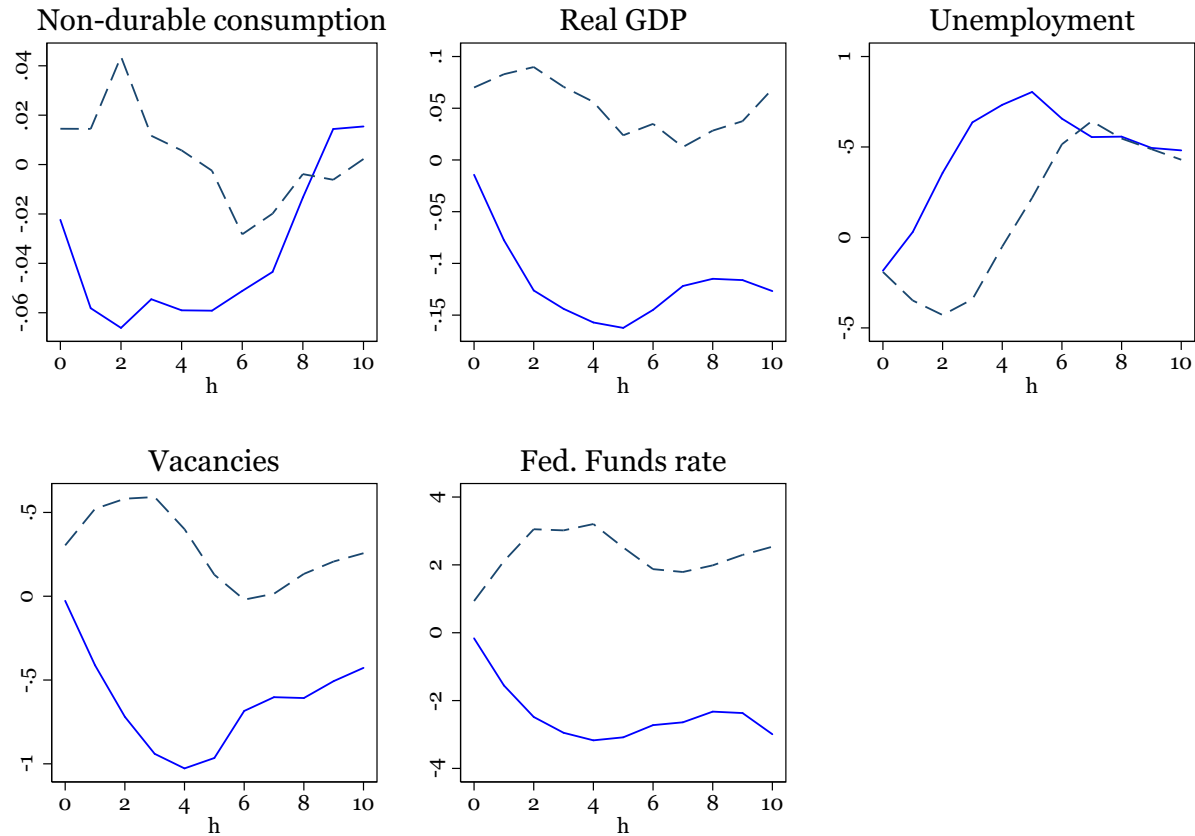 Non-durable consumption
.04
.02
0
-.02
-.04
-.06
0 2 4 6 8 10
h
Real GDP
.1
.05
0
-.05
-.1
-.15
0 2 4 6 8 10
h
Unemployment
1
.5
0
-.5
0 2 4 6 8 10
h
Vacancies
.5
0
-.5
-1
0 2 4 6 8 10
h
Fed. Funds rate
4
2
0
-2
-4
0 2 4 6 8 10
h